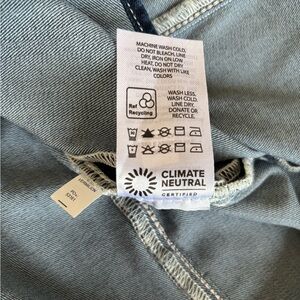 MACHINE WASH COLD,
DO NOT BLEACH, LINE
DRY, IRON ON LOW
HEAT, DO NOT DRY
CLEAN, WASH WITH LIKE
COLORS
WASH LESS,
WASH COLD,
LINE DRY,
DONATE OR
RECYCLE.
Ref
Recycling
CLIMATE
NEUTRAL
CERTIFIED